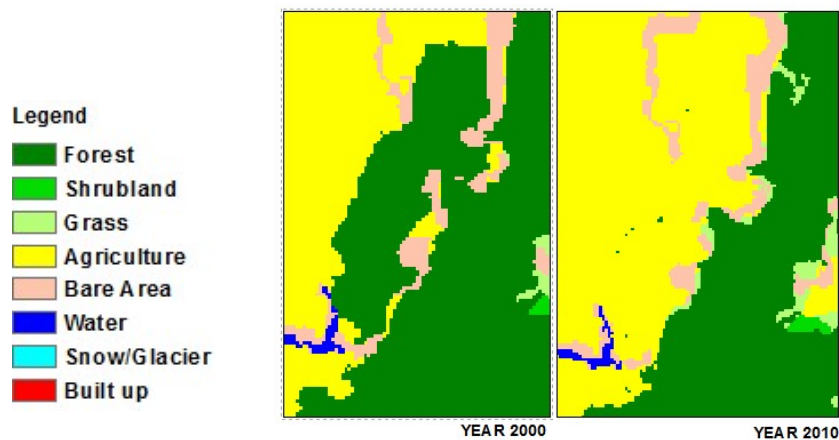 Legend
Forest
Shrubland
Grass
Agriculture
Bare Area
Water
Snow/Glacier
Built up
YEAR 2000
YEAR 2010